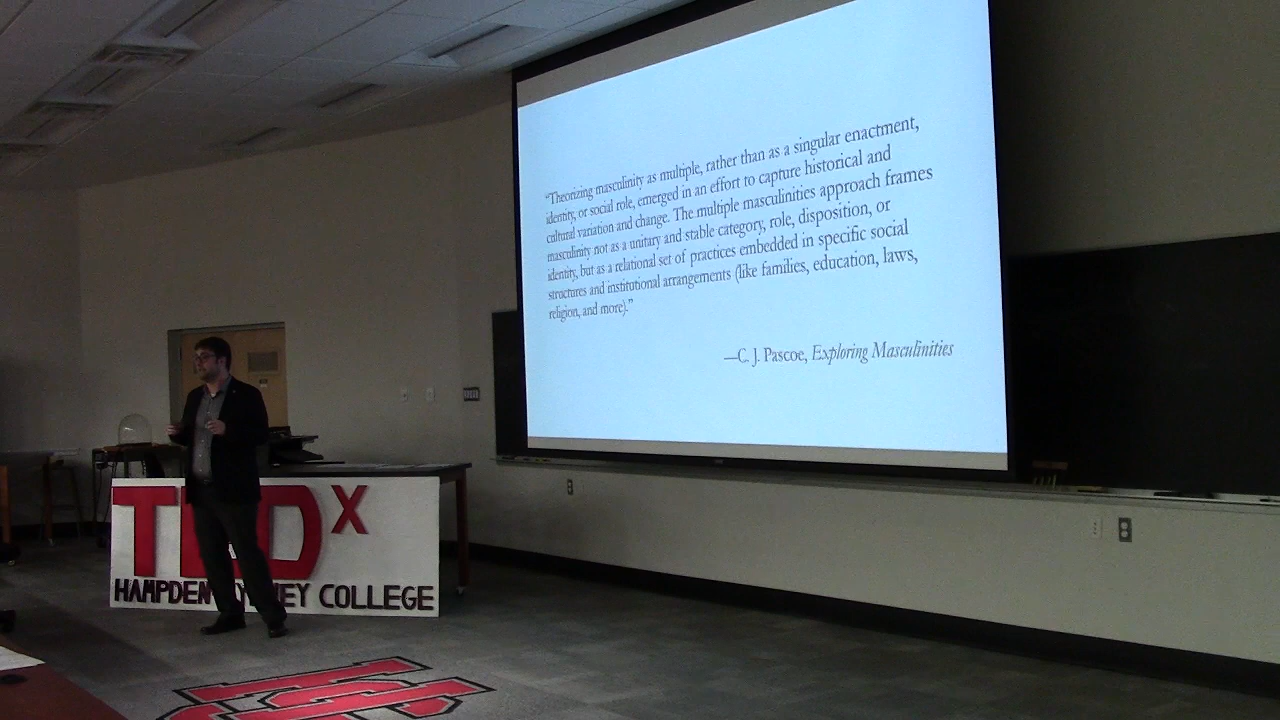 “Theorizing masculinity as multiple, rather than as a singular enactment,
identity, or social role, emerged in an effort to capture historical and
cultural variation and change. The multiple masculinities approach frames
masculinity not as a unitary and stable category, role, disposition, or
identity, but as a relational set of practices embedded in specific social
structures and institutional arrangements (like families, education, laws,
religion, and more).”
—C. J. Pascoe, Exploring Masculinities
TEDx
HAMPDEN EY COLLEGE